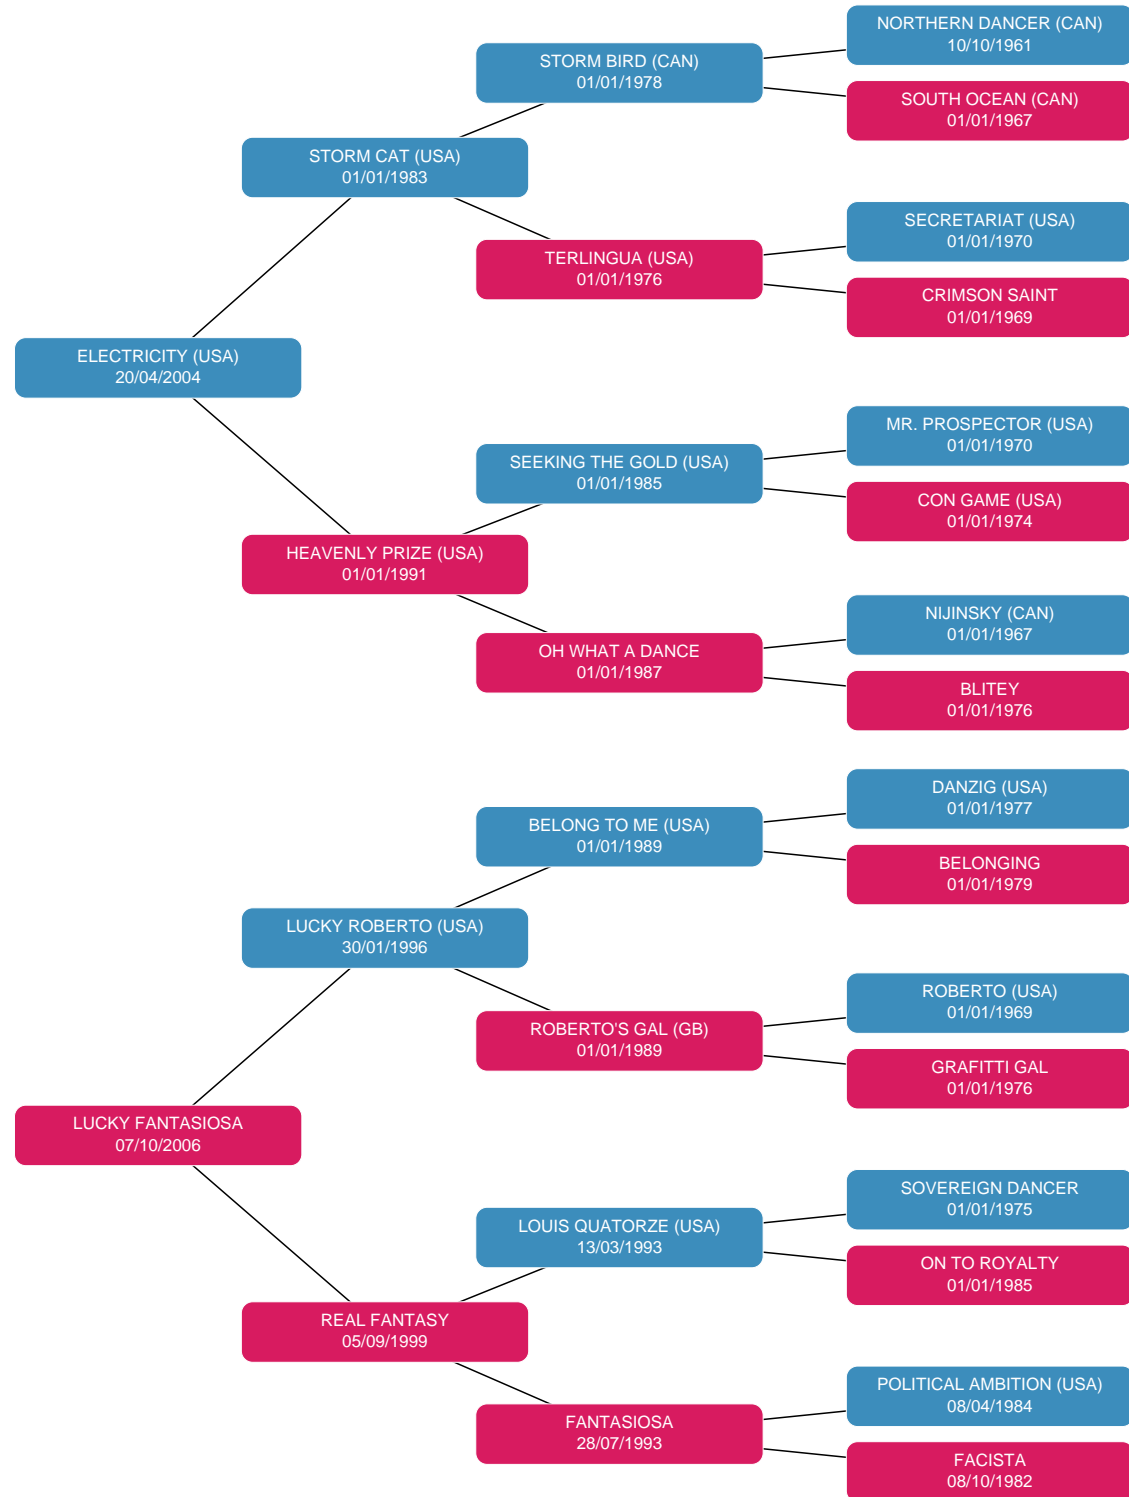 NORTHERN DANCER (CAN)
10/10/1961
STORM BIRD (CAN)
01/01/1978
SOUTH OCEAN (CAN)
01/01/1967
STORM CAT (USA)
01/01/1983
SECRETARIAT (USA)
01/01/1970
TERLINGUA (USA)
01/01/1976
CRIMSON SAINT
01/01/1969
ELECTRICITY (USA)
20/04/2004
MR. PROSPECTOR (USA)
01/01/1970
SEEKING THE GOLD (USA)
01/01/1985
CON GAME (USA)
01/01/1974
HEAVENLY PRIZE (USA)
01/01/1991
NIJINSKY (CAN)
01/01/1967
OH WHAT A DANCE
01/01/1987
BLITEY
01/01/1976
DANZIG (USA)
01/01/1977
BELONG TO ME (USA)
01/01/1989
BELONGING
01/01/1979
LUCKY ROBERTO (USA)
30/01/1996
ROBERTO (USA)
01/01/1969
ROBERTO'S GAL (GB)
01/01/1989
GRAFITTI GAL
01/01/1976
LUCKY FANTASIOSA
07/10/2006
SOVEREIGN DANCER
01/01/1975
LOUIS QUATORZE (USA)
13/03/1993
ON TO ROYALTY
01/01/1985
REAL FANTASY
05/09/1999
POLITICAL AMBITION (USA)
08/04/1984
FANTASIOSA
28/07/1993
FACISTA
08/10/1982